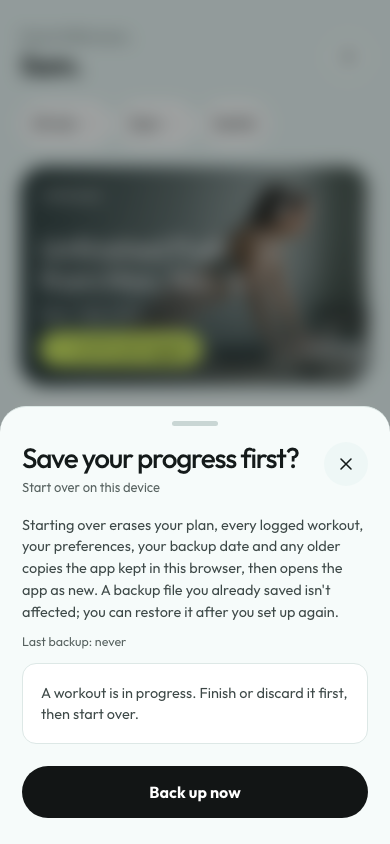 Save your progress first?
Start over on this device
Starting over erases your plan, every logged workout,
your preferences, your backup date and any older
copies the app kept in this browser, then opens the
app as new. A backup file you already saved isn't
affected; you can restore it after you set up again.
Last backup: never
A workout is in progress. Finish or discard it first,
then start over.
Back up now